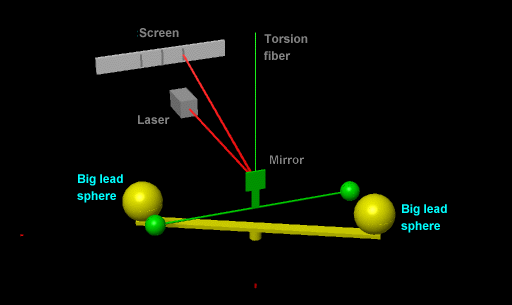 Screen
Torsion
fiber
Laser
Mirror
Big lead
sphere
Big lead
sphere